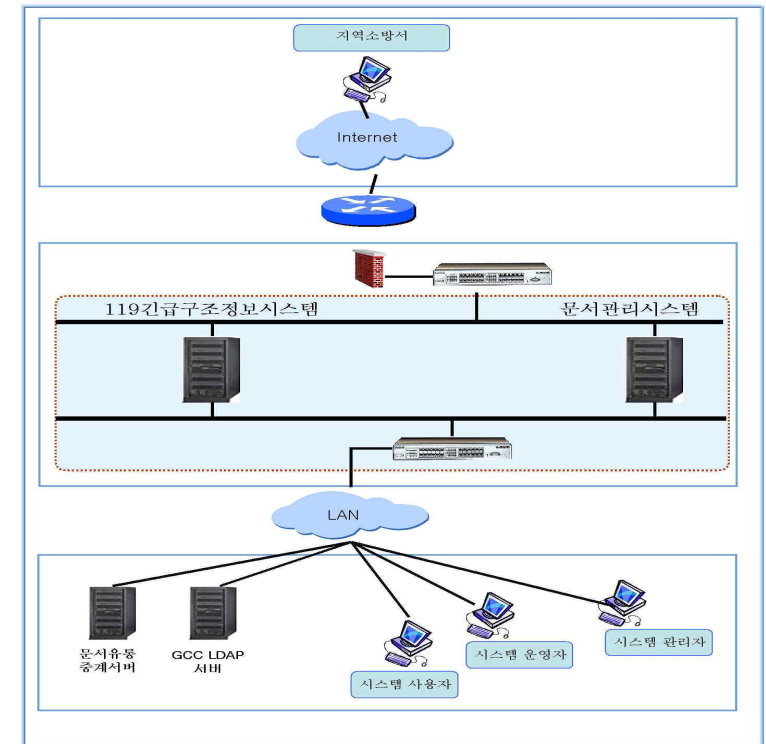 지역소방서
Internet
119긴급구조정보시스템
문서관리시스템
LAN
문서유통
중계서버
GCC LDAP
서버
시스템 사용자
시스템 운영자
시스템 관리자